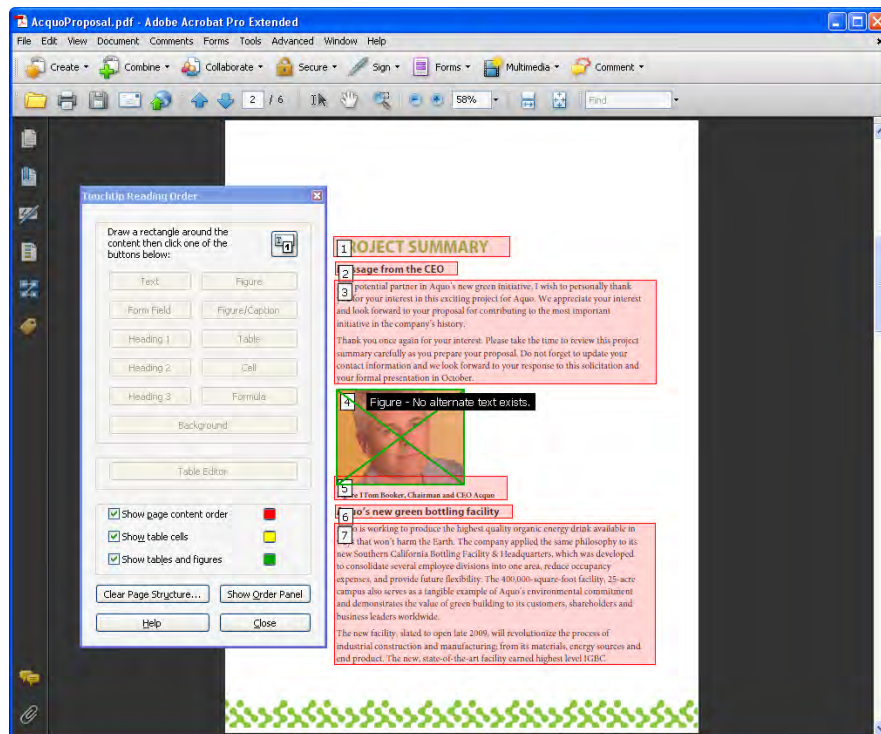 AcquoProposal.pdf - Adobe Acrobat Pro Extended
File Edit View Document Comments Forms Tools Advanced Window Help
Create Combine Collaborate Secure Sign Forms Multimedia Comment
2 / 6 58% Find
TouchUp Reading Order
Draw a rectangle around the
content then click one of the
buttons below:
Text Figure
Form Field Figure/Caption
Heading 1 Table
Heading 2 Cell
Heading 3 Formula
Background
Table Editor
Show page content order
Show table cells
Show tables and figures
Clear Page Structure... Show Order Panel
Help Close
1 ROJECT SUMMARY
2 ssage from the CEO
3 potential partner in Aquo's new green initiative, I wish to personally thank
for your interest in this exciting project for Aquo. We appreciate your interest
and look forward to your proposal for contributing to the most important
initiative in the company's history.
Thank you once again for your interest. Please take the time to review this project
summary carefully as you prepare your proposal. Do not forget to update your
contact information and we look forward to your response to this solicitation and
your formal presentation in October.
4 Figure - No alternate text exists.
5
e 1 Tom Booker, Chairman and CEO Acquo
6 o's new green bottling facility
7 o is working to produce the highest quality organic energy drink available in
that won't harm the Earth. The company applied the same philosophy to its
new Southern California Bottling Facility & Headquarters, which was developed
to consolidate several employee divisions into one area, reduce occupancy
expenses, and provide future flexibility. The 400,000-square-foot facility, 25-acre
campus also serves as a tangible example of Aquo's environmental commitment
and demonstrates the value of green building to its customers, shareholders and
business leaders worldwide.
The new facility, slated to open late 2009, will revolutionize the process of
industrial construction and manufacturing; from its materials, energy sources and
end product. The new, state-of-the-art facility earned highest level IGBC